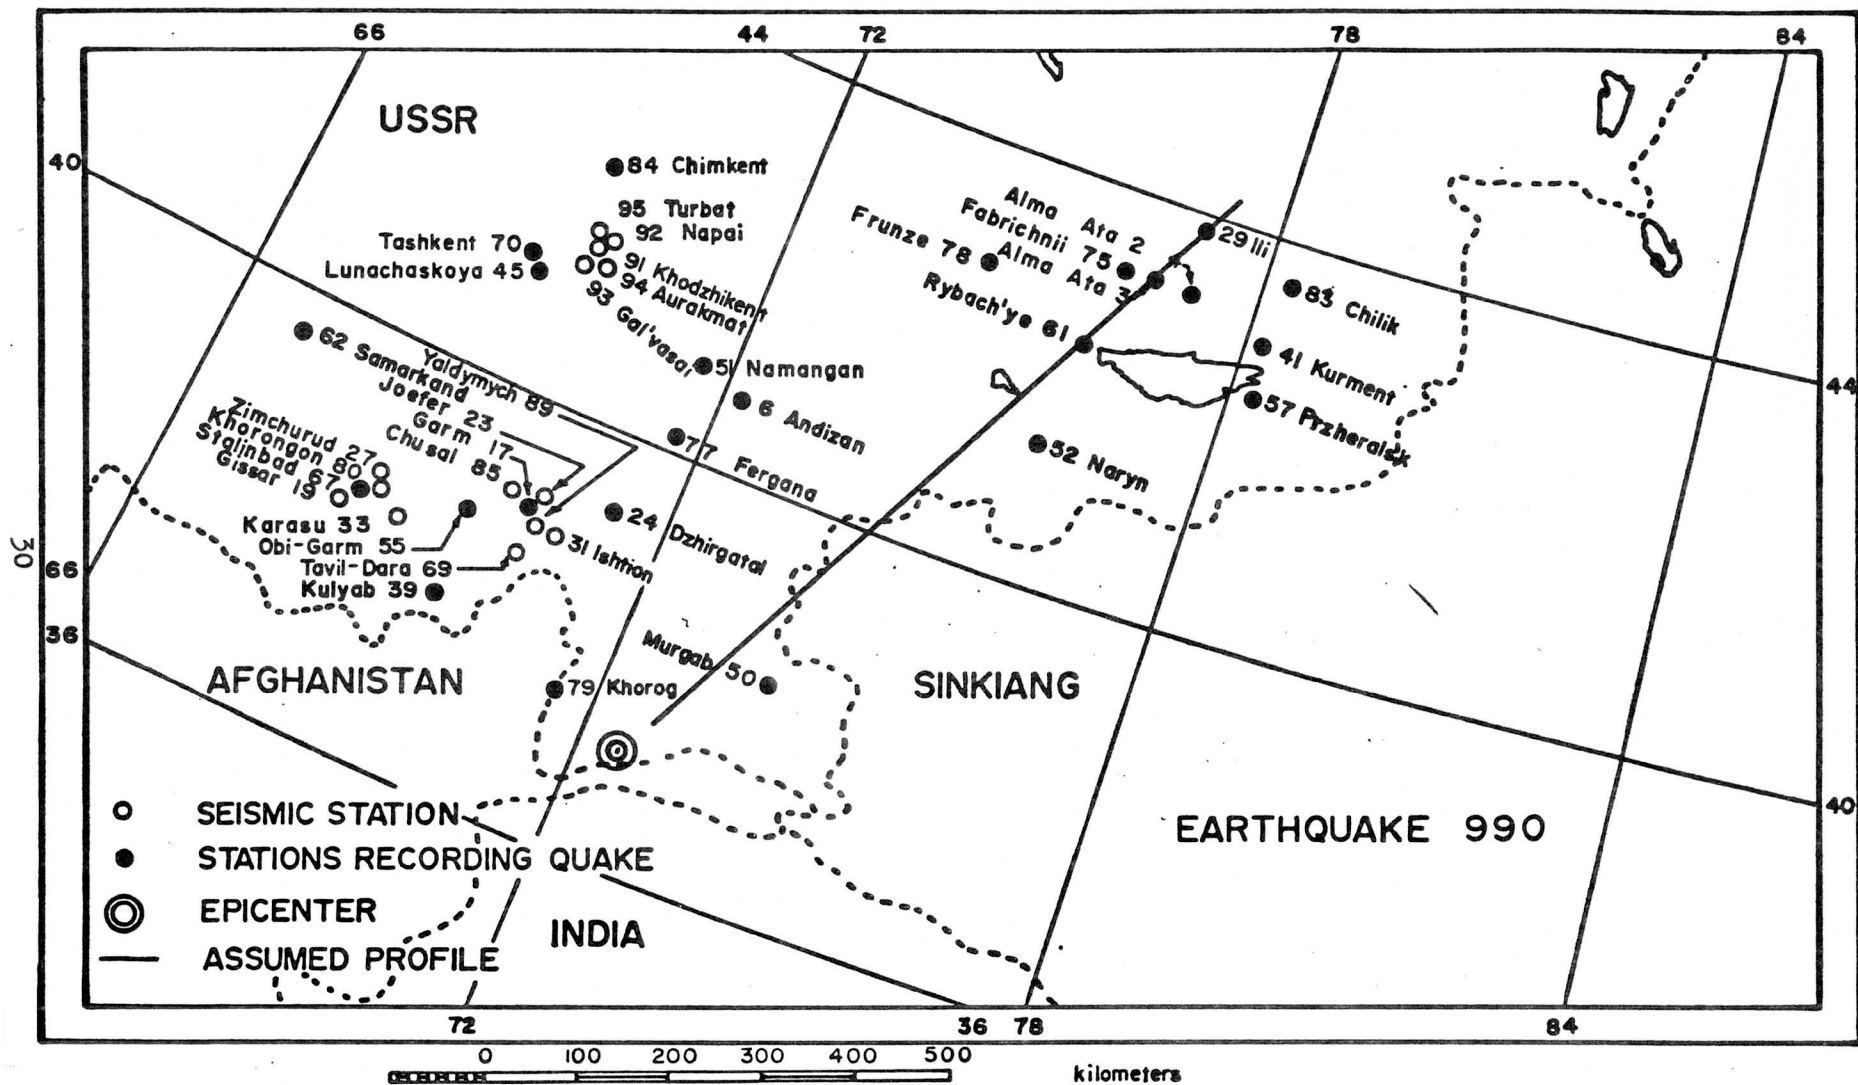 66 44 72 78 84
USSR
40
84 Chimkent
95 Turbat
92 Napai
Tashkent 70
Lunachaskaya 45
91 Khodzhikent
94 Aurakmat
93 Gal'vasai
Alma Ata 2
Fabrichnii 75
Alma Ata 3
Frunze 78
Rybach'ye 61
29 Ili
83 Chilik
41 Kurment
57 Przheralsk
44
62 Samarkand
Yaldymych 89
Joefer 23
Garm 17
Chusal 85
51 Namangan
6 Andizan
77 Fergana
52 Naryn
Zimchurud 27
Khorongon 80
Stalinbad 67
Gissar 19
Karasu 33
Obi-Garm 55
Tavil-Dara 69
Kulyab 39
24 Dzhirgatal
31 Ishtion
30
66
36
AFGHANISTAN
79 Khorog
Murgab 50
SINKIANG
SEISMIC STATION
STATIONS RECORDING QUAKE
EPICENTER
ASSUMED PROFILE
INDIA
EARTHQUAKE 990
40
72 36 78 84
0 100 200 300 400 500
kilometers